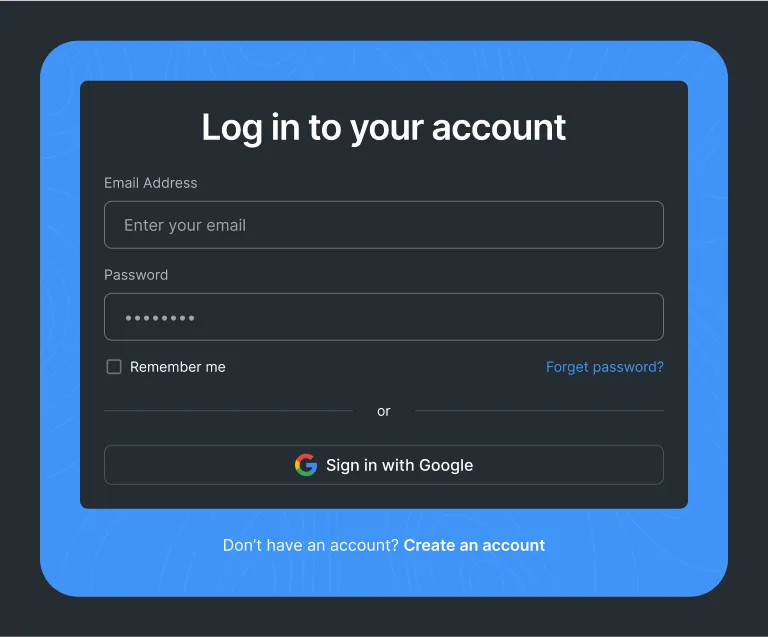 Log in to your account
Email Address
Enter your email
Password
••••••••
Remember me
Forget password?
or
Sign in with Google
Don’t have an account? Create an account